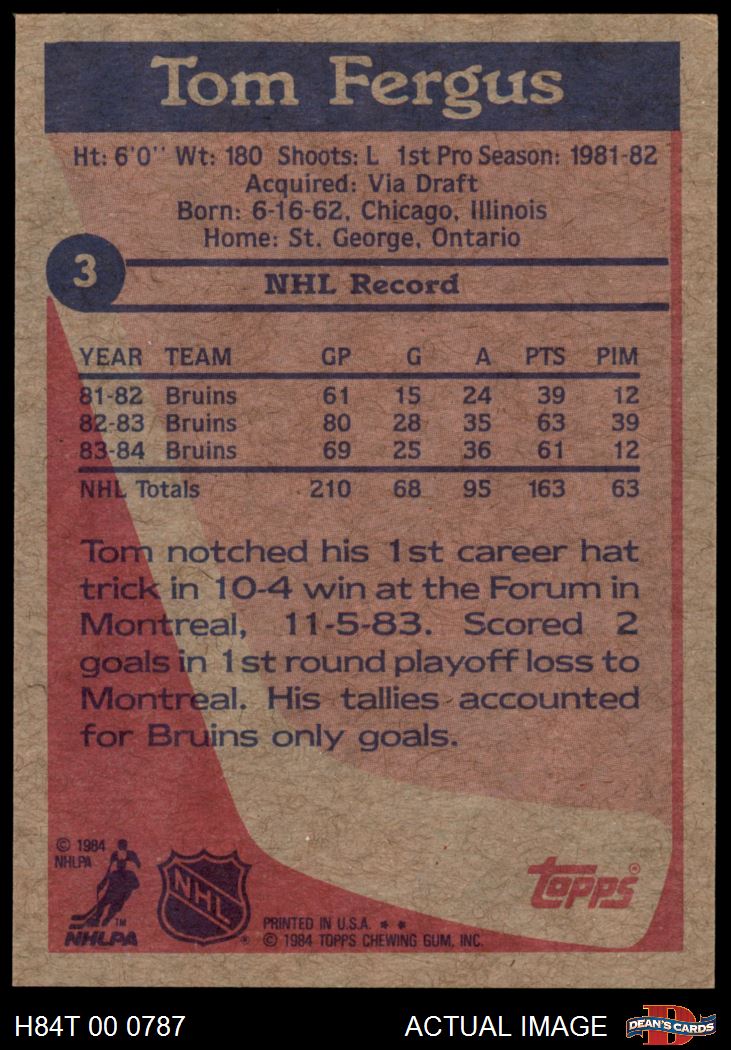 Tom Fergus
Ht: 6'0'' Wt: 180 Shoots: L 1st Pro Season: 1981-82
Acquired: Via Draft
Born: 6-16-62, Chicago, Illinois
Home: St. George, Ontario
3
NHL Record
YEAR TEAM GP G A PTS PIM
81-82 Bruins 61 15 24 39 12
82-83 Bruins 80 28 35 63 39
83-84 Bruins 69 25 36 61 12
NHL Totals 210 68 95 163 63
Tom notched his 1st career hat
trick in 10-4 win at the Forum in
Montreal, 11-5-83. Scored 2
goals in 1st round playoff loss to
Montreal. His tallies accounted
for Bruins only goals.
© 1984
NHLPA
TM
NHLPA
NHL
®
PRINTED IN U.S.A. * *
© 1984 TOPPS CHEWING GUM, INC.
topps®
H84T 00 0787
ACTUAL IMAGE
D
DEAN'S CARDS